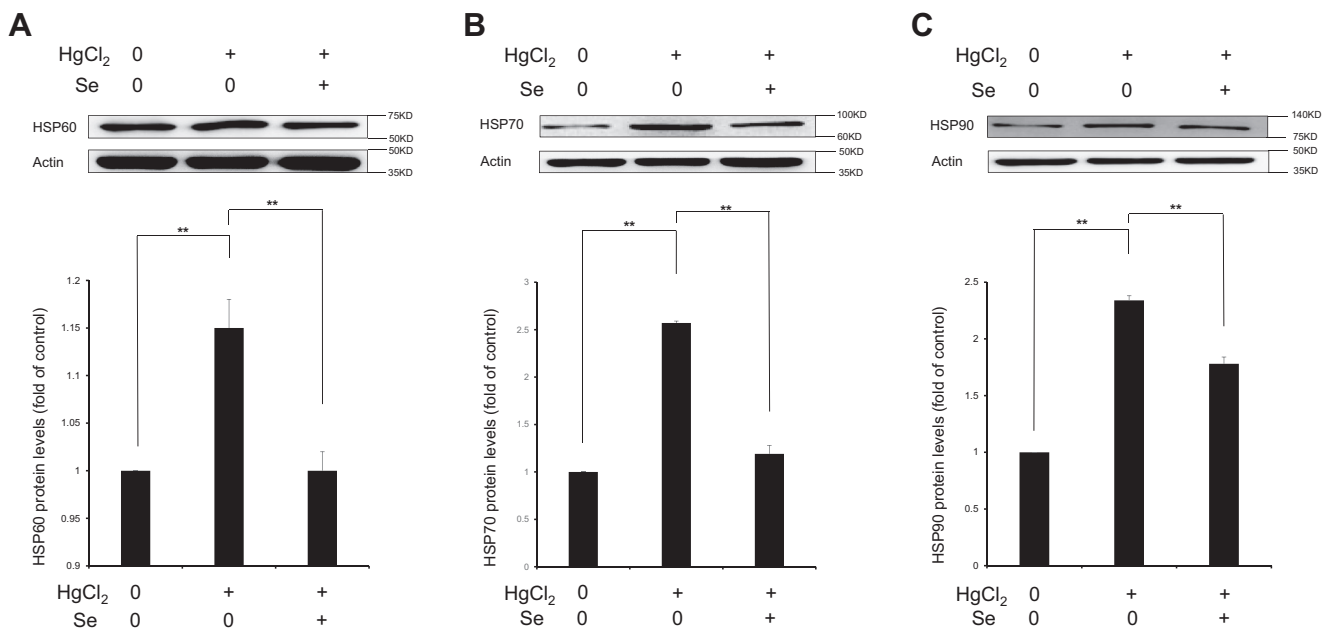 A
HgCl2 0 + +
Se 0 0 +
HSP60
75KD
50KD
Actin
50KD
35KD
**
**
HSP60 protein levels (fold of control)
1.2
1.15
1.1
1.05
1
0.95
0.9
HgCl2 0 + +
Se 0 0 +
B
HgCl2 0 + +
Se 0 0 +
HSP70
100KD
60KD
Actin
50KD
35KD
**
**
HSP70 protein levels (fold of control)
3
2.5
2
1.5
1
0.5
0
HgCl2 0 + +
Se 0 0 +
C
HgCl2 0 + +
Se 0 0 +
HSP90
140KD
75KD
Actin
50KD
35KD
**
**
HSP90 protein levels (fold of control)
2.5
2
1.5
1
0.5
0
HgCl2 0 + +
Se 0 0 +